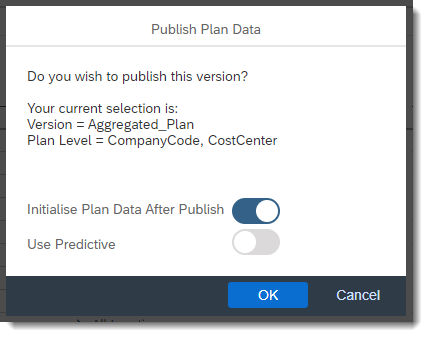 Publish Plan Data
Do you wish to publish this version?
Your current selection is:
Version = Aggregated_Plan
Plan Level = CompanyCode, CostCenter
Initialise Plan Data After Publish
Use Predictive
OK Cancel